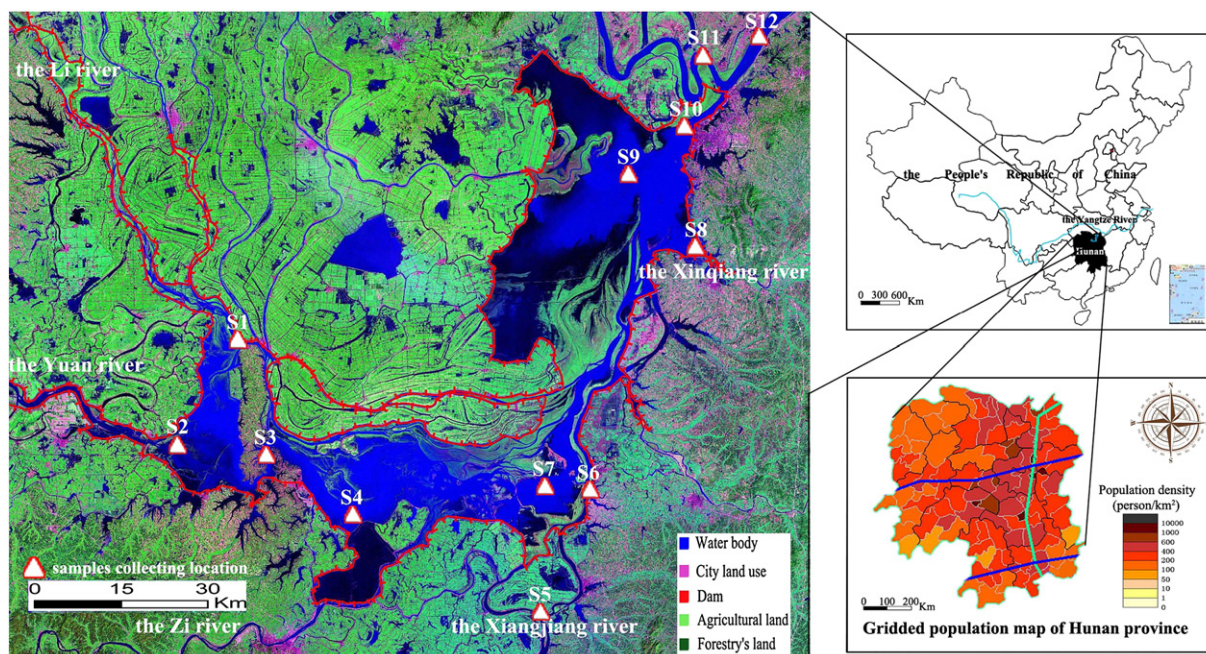 the Li river
S11
S12
S10
S9
S8
the Xinqiang river
S1
the Yuan river
S2
S3
S4
S7
S6
S5
samples collecting location
0 15 30
Km
the Zi river
the Xiangjiang river
Water body
City land use
Dam
Agricultural land
Forestry's land
the People's Republic of China
the Yangtze River
Hunan
0 300 600
Km
N
W
E
S
Population density
(person/km²)
10000
1000
600
400
200
100
50
10
1
0
0 100 200
Km
Gridded population map of Hunan province